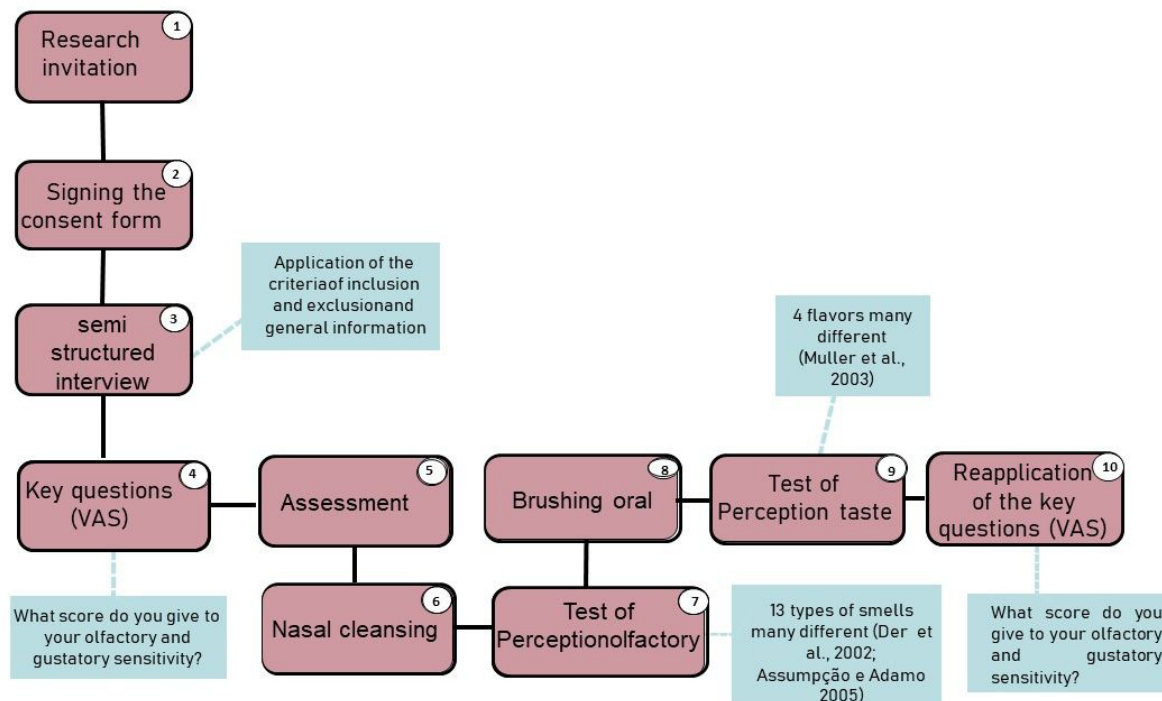 1
Research
invitation
2
Signing the
consent form
3
semi
structured
interview
Application of the
criteriaof inclusion
and exclusionand
general information
4
Key questions
(VAS)
What score do you give to
your olfactory and
gustatory sensitivity?
5
Assessment
6
Nasal cleansing
7
Test of
Perceptionolfactory
13 types of smells
many different (Der et
al., 2002;
Assumpção e Adamo
2005)
8
Brushing oral
9
Test of
Perception taste
4 flavors many
different
(Muller et al.,
2003)
10
Reapplication
of the key
questions (VAS)
What score do you
give to your olfactory
and gustatory
sensitivity?